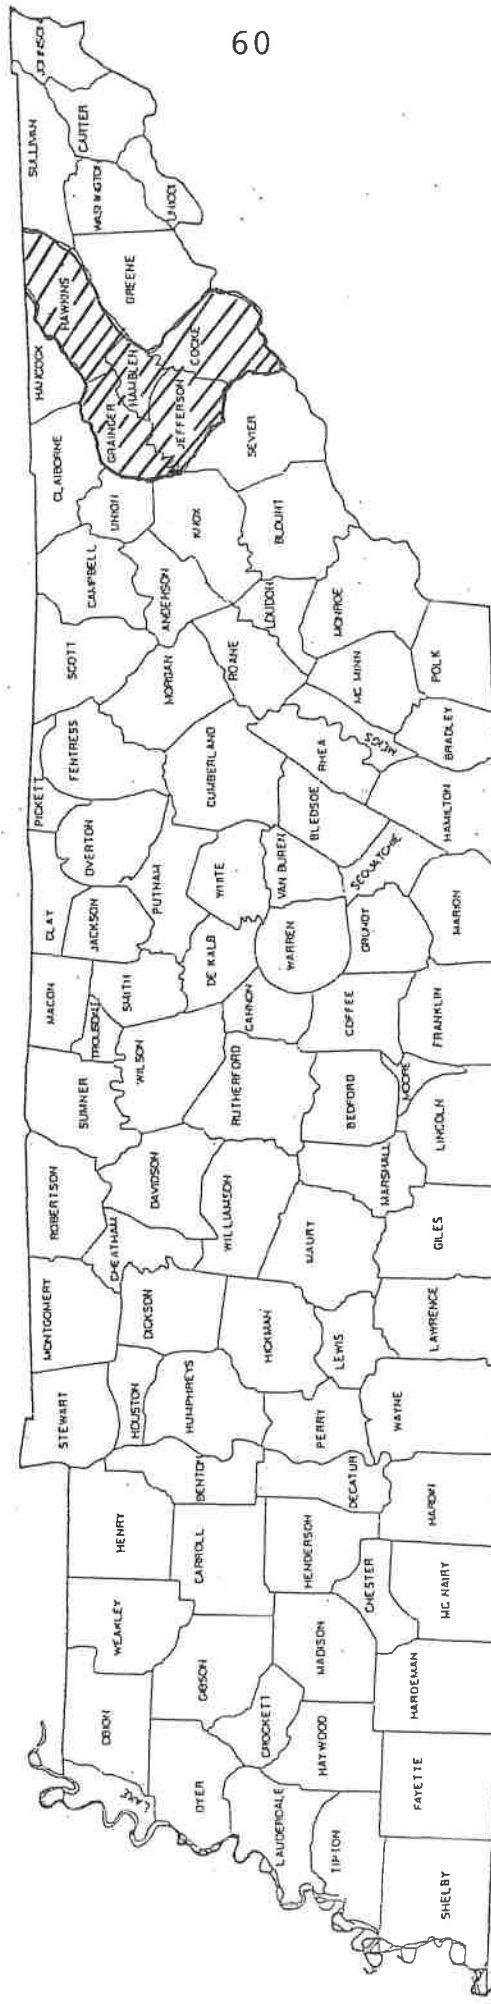 60
JOHNSON
SULLIVAN
CARTER
WASHINGTON
UNICOI
GREENE
HAWKINS
HANCOCK
HAMBLEN
COCKE
GRAINGER
JEFFERSON
CLAIBORNE
SEVIER
UNION
KNOX
BLOUNT
CAMPBELL
ANDERSON
LOUDON
MONROE
SCOTT
MORGAN
ROANE
MC MINN
POLK
PICKETT
FENTRESS
CUMBERLAND
RHEA
MEIGS
BRADLEY
OVERTON
BLEDSOE
HAMILTON
CLAY
JACKSON
PUTNAM
WHITE
VAN BUREN
SEQUATCHIE
MARION
MACON
SMITH
DE KALB
WARREN
GRUNDY
TROUSDALE
CANNON
COFFEE
FRANKLIN
SUMNER
WILSON
RUTHERFORD
BEDFORD
MOORE
LINCOLN
ROBERTSON
DAVIDSON
WILLIAMSON
MARSHALL
CHEATHAM
MAURY
GILES
MONTGOMERY
DICKSON
HICKMAN
LEWIS
LAWRENCE
STEWART
HOUSTON
HUMPHREYS
PERRY
WAYNE
BENTON
DECATUR
HENRY
CARROLL
HENDERSON
HARDIN
CHESTER
MC NAIRY
WEAKLEY
GIBSON
MADISON
HARDEMAN
OBION
CROCKETT
HAYWOOD
FAYETTE
LAKE
DYER
LAUDERDALE
TIPTON
SHELBY